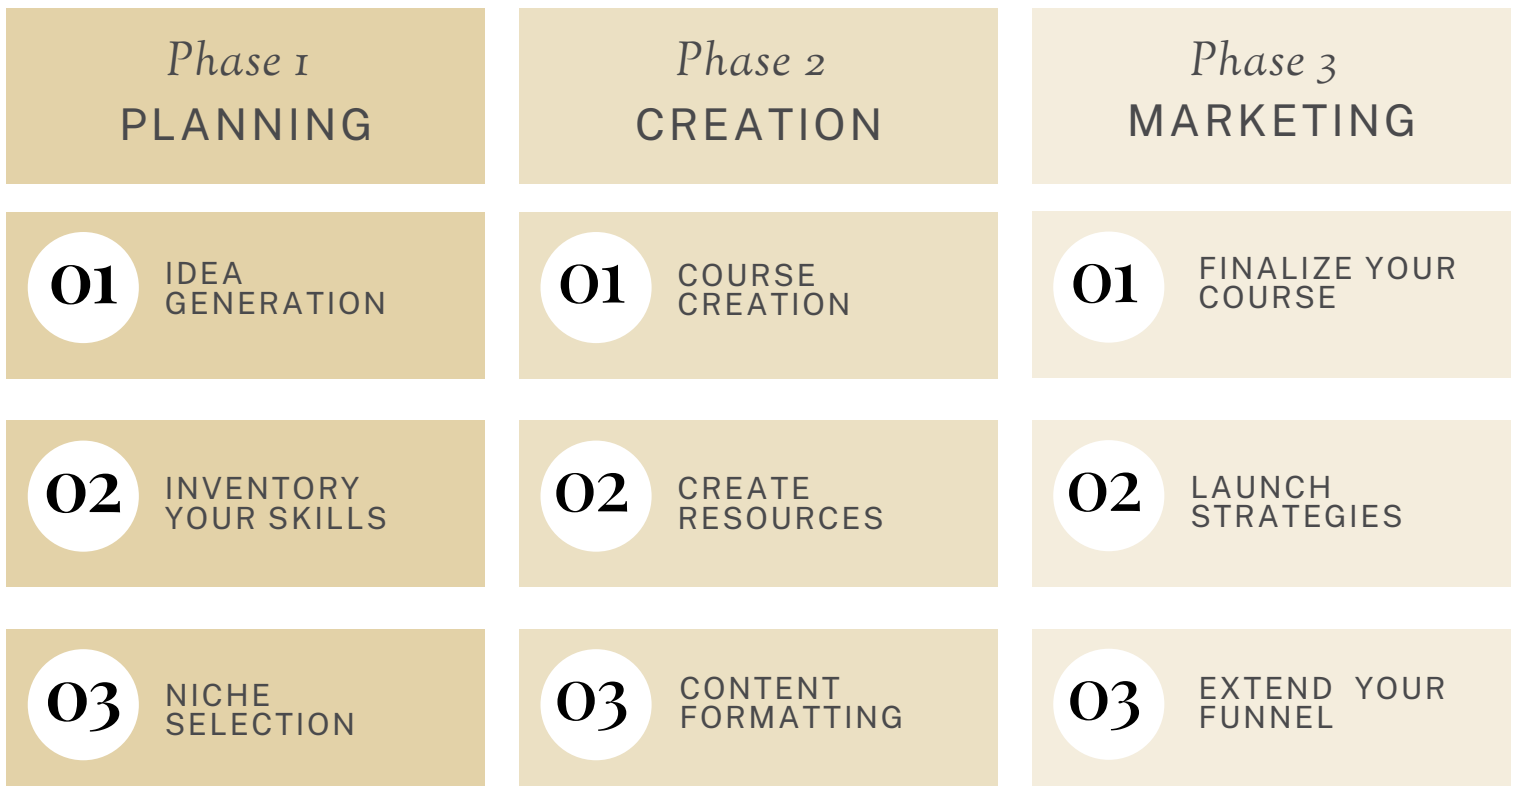 Phase 1
PLANNING
01
IDEA
GENERATION
02
INVENTORY
YOUR SKILLS
03
NICHE
SELECTION
Phase 2
CREATION
01
COURSE
CREATION
02
CREATE
RESOURCES
03
CONTENT
FORMATTING
Phase 3
MARKETING
01
FINALIZE YOUR
COURSE
02
LAUNCH
STRATEGIES
03
EXTEND YOUR
FUNNEL